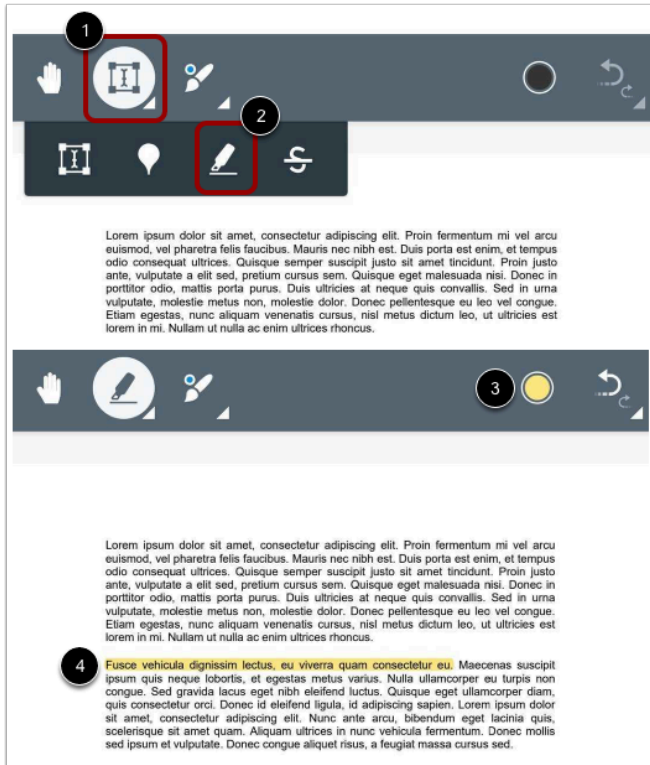 1
2
Lorem ipsum dolor sit amet, consectetur adipiscing elit. Proin fermentum mi vel arcu
euismod, vel pharetra felis faucibus. Mauris nec nibh est. Duis porta est enim, et tempus
odio consequat ultrices. Quisque semper suscipit justo sit amet tincidunt. Proin justo
ante, vulputate a elit sed, pretium cursus sem. Quisque eget malesuada nisi. Donec in
porttitor odio, mattis porta purus. Duis ultricies at neque quis convallis. Sed in urna
vulputate, molestie metus non, molestie dolor. Donec pellentesque eu leo vel congue.
Etiam egestas, nunc aliquam venenatis cursus, nisl metus dictum leo, ut ultricies est
lorem in mi. Nullam ut nulla ac enim ultrices rhoncus.
3
Lorem ipsum dolor sit amet, consectetur adipiscing elit. Proin fermentum mi vel arcu
euismod, vel pharetra felis faucibus. Mauris nec nibh est. Duis porta est enim, et tempus
odio consequat ultrices. Quisque semper suscipit justo sit amet tincidunt. Proin justo
ante, vulputate a elit sed, pretium cursus sem. Quisque eget malesuada nisi. Donec in
porttitor odio, mattis porta purus. Duis ultricies at neque quis convallis. Sed in urna
vulputate, molestie metus non, molestie dolor. Donec pellentesque eu leo vel congue.
Etiam egestas, nunc aliquam venenatis cursus, nisl metus dictum leo, ut ultricies est
lorem in mi. Nullam ut nulla ac enim ultrices rhoncus.
4
Fusce vehicula dignissim lectus, eu viverra quam consectetur eu. Maecenas suscipit
ipsum quis neque lobortis, et egestas metus varius. Nulla ullamcorper eu turpis non
congue. Sed gravida lacus eget nibh eleifend luctus. Quisque eget ullamcorper diam,
quis consectetur orci. Donec id eleifend ligula, id adipiscing sapien. Lorem ipsum dolor
sit amet, consectetur adipiscing elit. Nunc ante arcu, bibendum eget lacinia quis,
scelerisque sit amet quam. Aliquam ultrices in nunc vehicula fermentum. Donec mollis
sed ipsum et vulputate. Donec congue aliquet risus, a feugiat massa cursus sed.